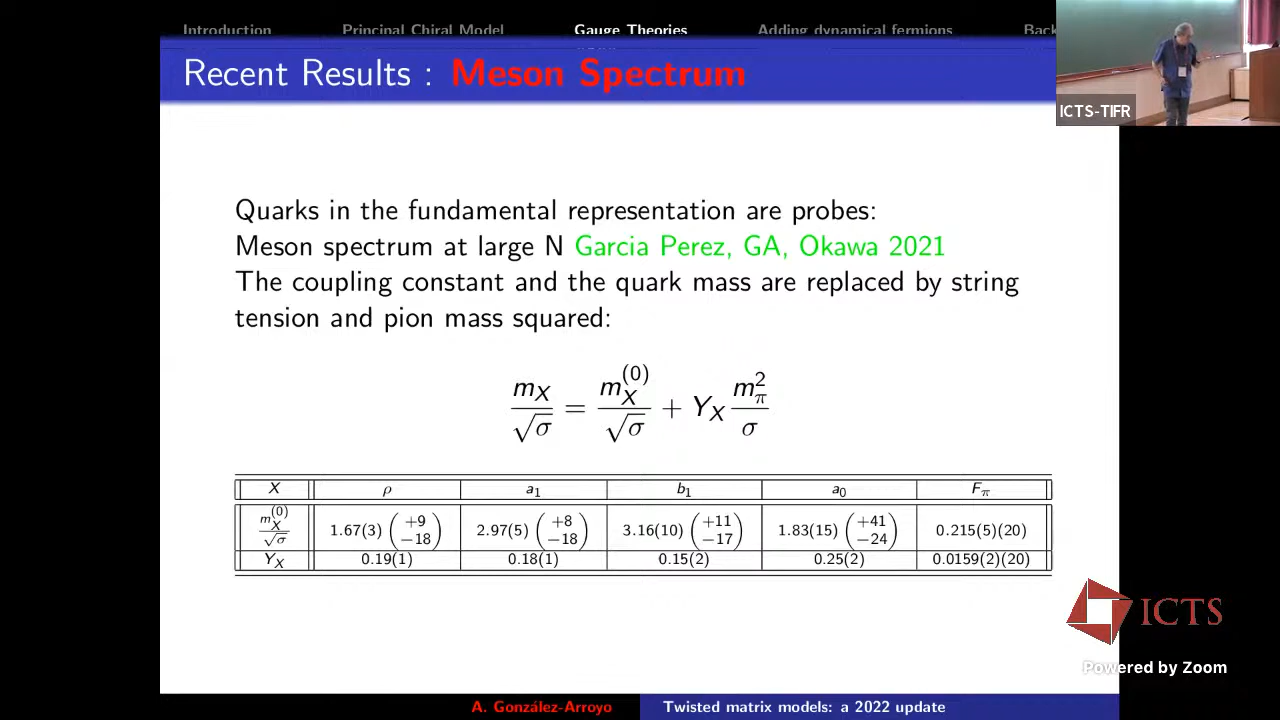 Introduction Principal Chiral Model Gauge Theories Adding dynamical fermions Back
Recent Results : Meson Spectrum
ICTS-TIFR
Quarks in the fundamental representation are probes:
Meson spectrum at large N Garcia Perez, GA, Okawa 2021
The coupling constant and the quark mass are replaced by string
tension and pion mass squared:
m_X/√σ = m_X^(0)/√σ + Y_X m_π^2/σ
X ρ a₁ b₁ a₀ F_π
m_X^(0)/√σ 1.67(3) (+9 −18) 2.97(5) (+8 −18) 3.16(10) (+11 −17) 1.83(15) (+41 −24) 0.215(5)(20)
Y_X 0.19(1) 0.18(1) 0.15(2) 0.25(2) 0.0159(2)(20)
ICTS
Powered by Zoom
A. González-Arroyo Twisted matrix models: a 2022 update